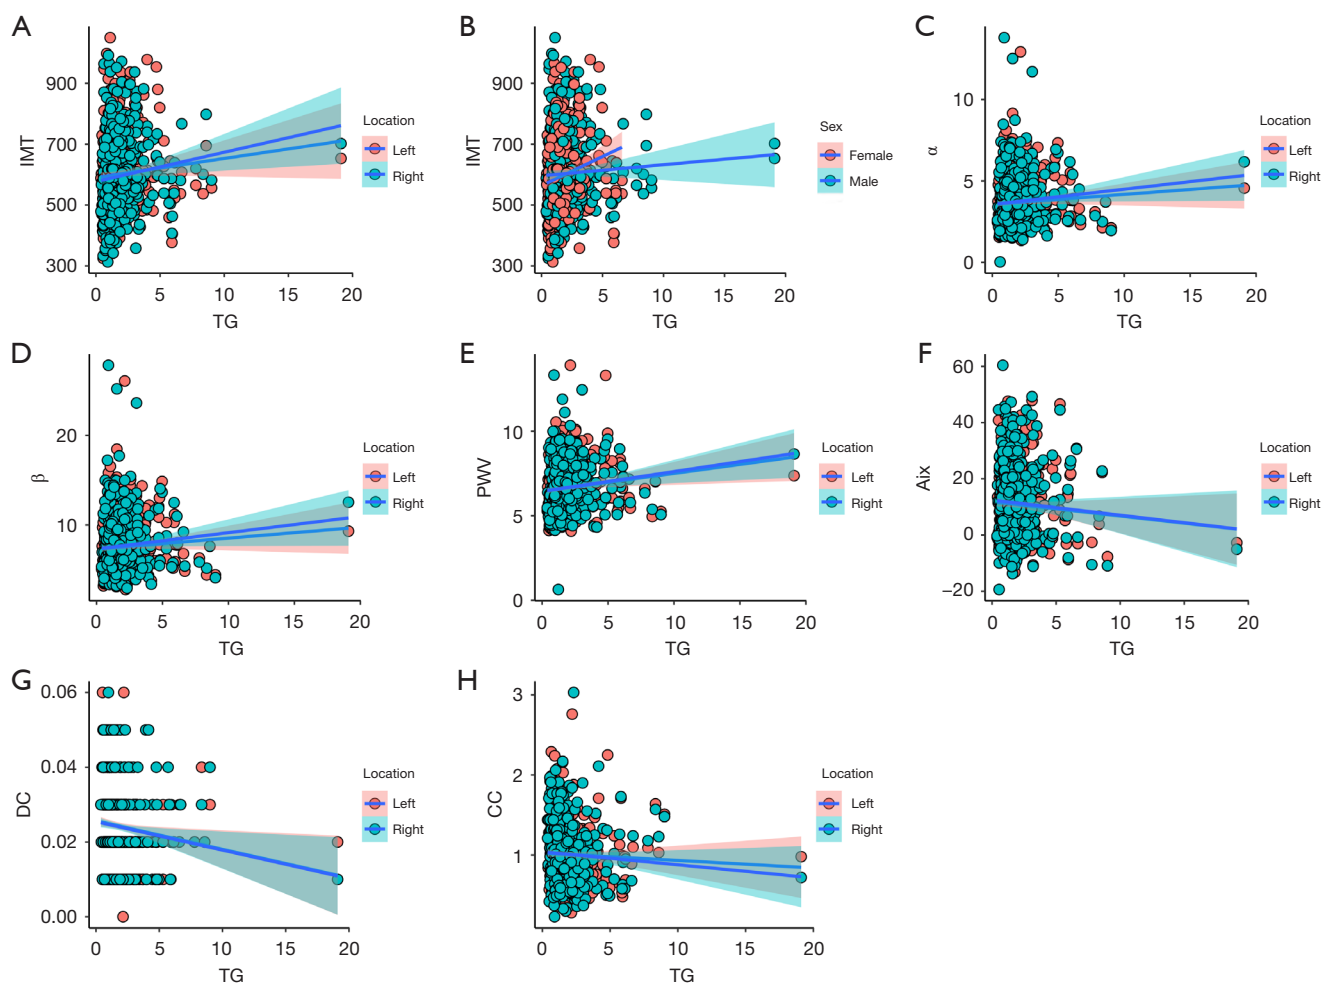 A
IMT
900
700
500
300
0 5 10 15 20
TG
Location
Left
Right
B
IMT
900
700
500
300
0 5 10 15 20
TG
Sex
Female
Male
C
α
10
5
0
0 5 10 15 20
TG
Location
Left
Right
D
β
20
10
0 5 10 15 20
TG
Location
Left
Right
E
PWV
10
5
0
0 5 10 15 20
TG
Location
Left
Right
F
Aix
60
40
20
0
−20
0 5 10 15 20
TG
Location
Left
Right
G
DC
0.06
0.04
0.02
0.00
0 5 10 15 20
TG
Location
Left
Right
H
CC
3
2
1
0 5 10 15 20
TG
Location
Left
Right